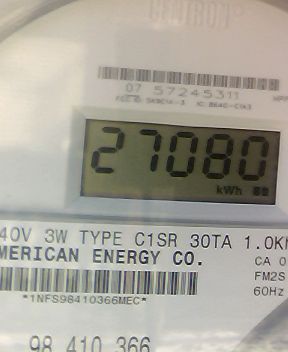 CENTRON®
07 57245311
27080
kWh
40V 3W TYPE C1SR 30TA 1.0K
MERICAN ENERGY CO.
CA 0
FM2S
60Hz
*1NFS98410366MEC*
98 410 366